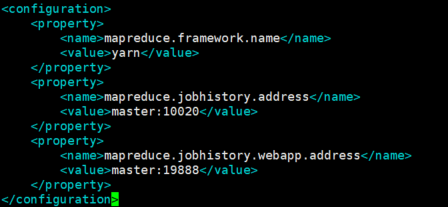 <configuration>
    <property>
        <name>mapreduce.framework.name</name>
        <value>yarn</value>
    </property>
    <property>
        <name>mapreduce.jobhistory.address</name>
        <value>master:10020</value>
    </property>
    <property>
        <name>mapreduce.jobhistory.webapp.address</name>
        <value>master:19888</value>
    </property>
</configuration>